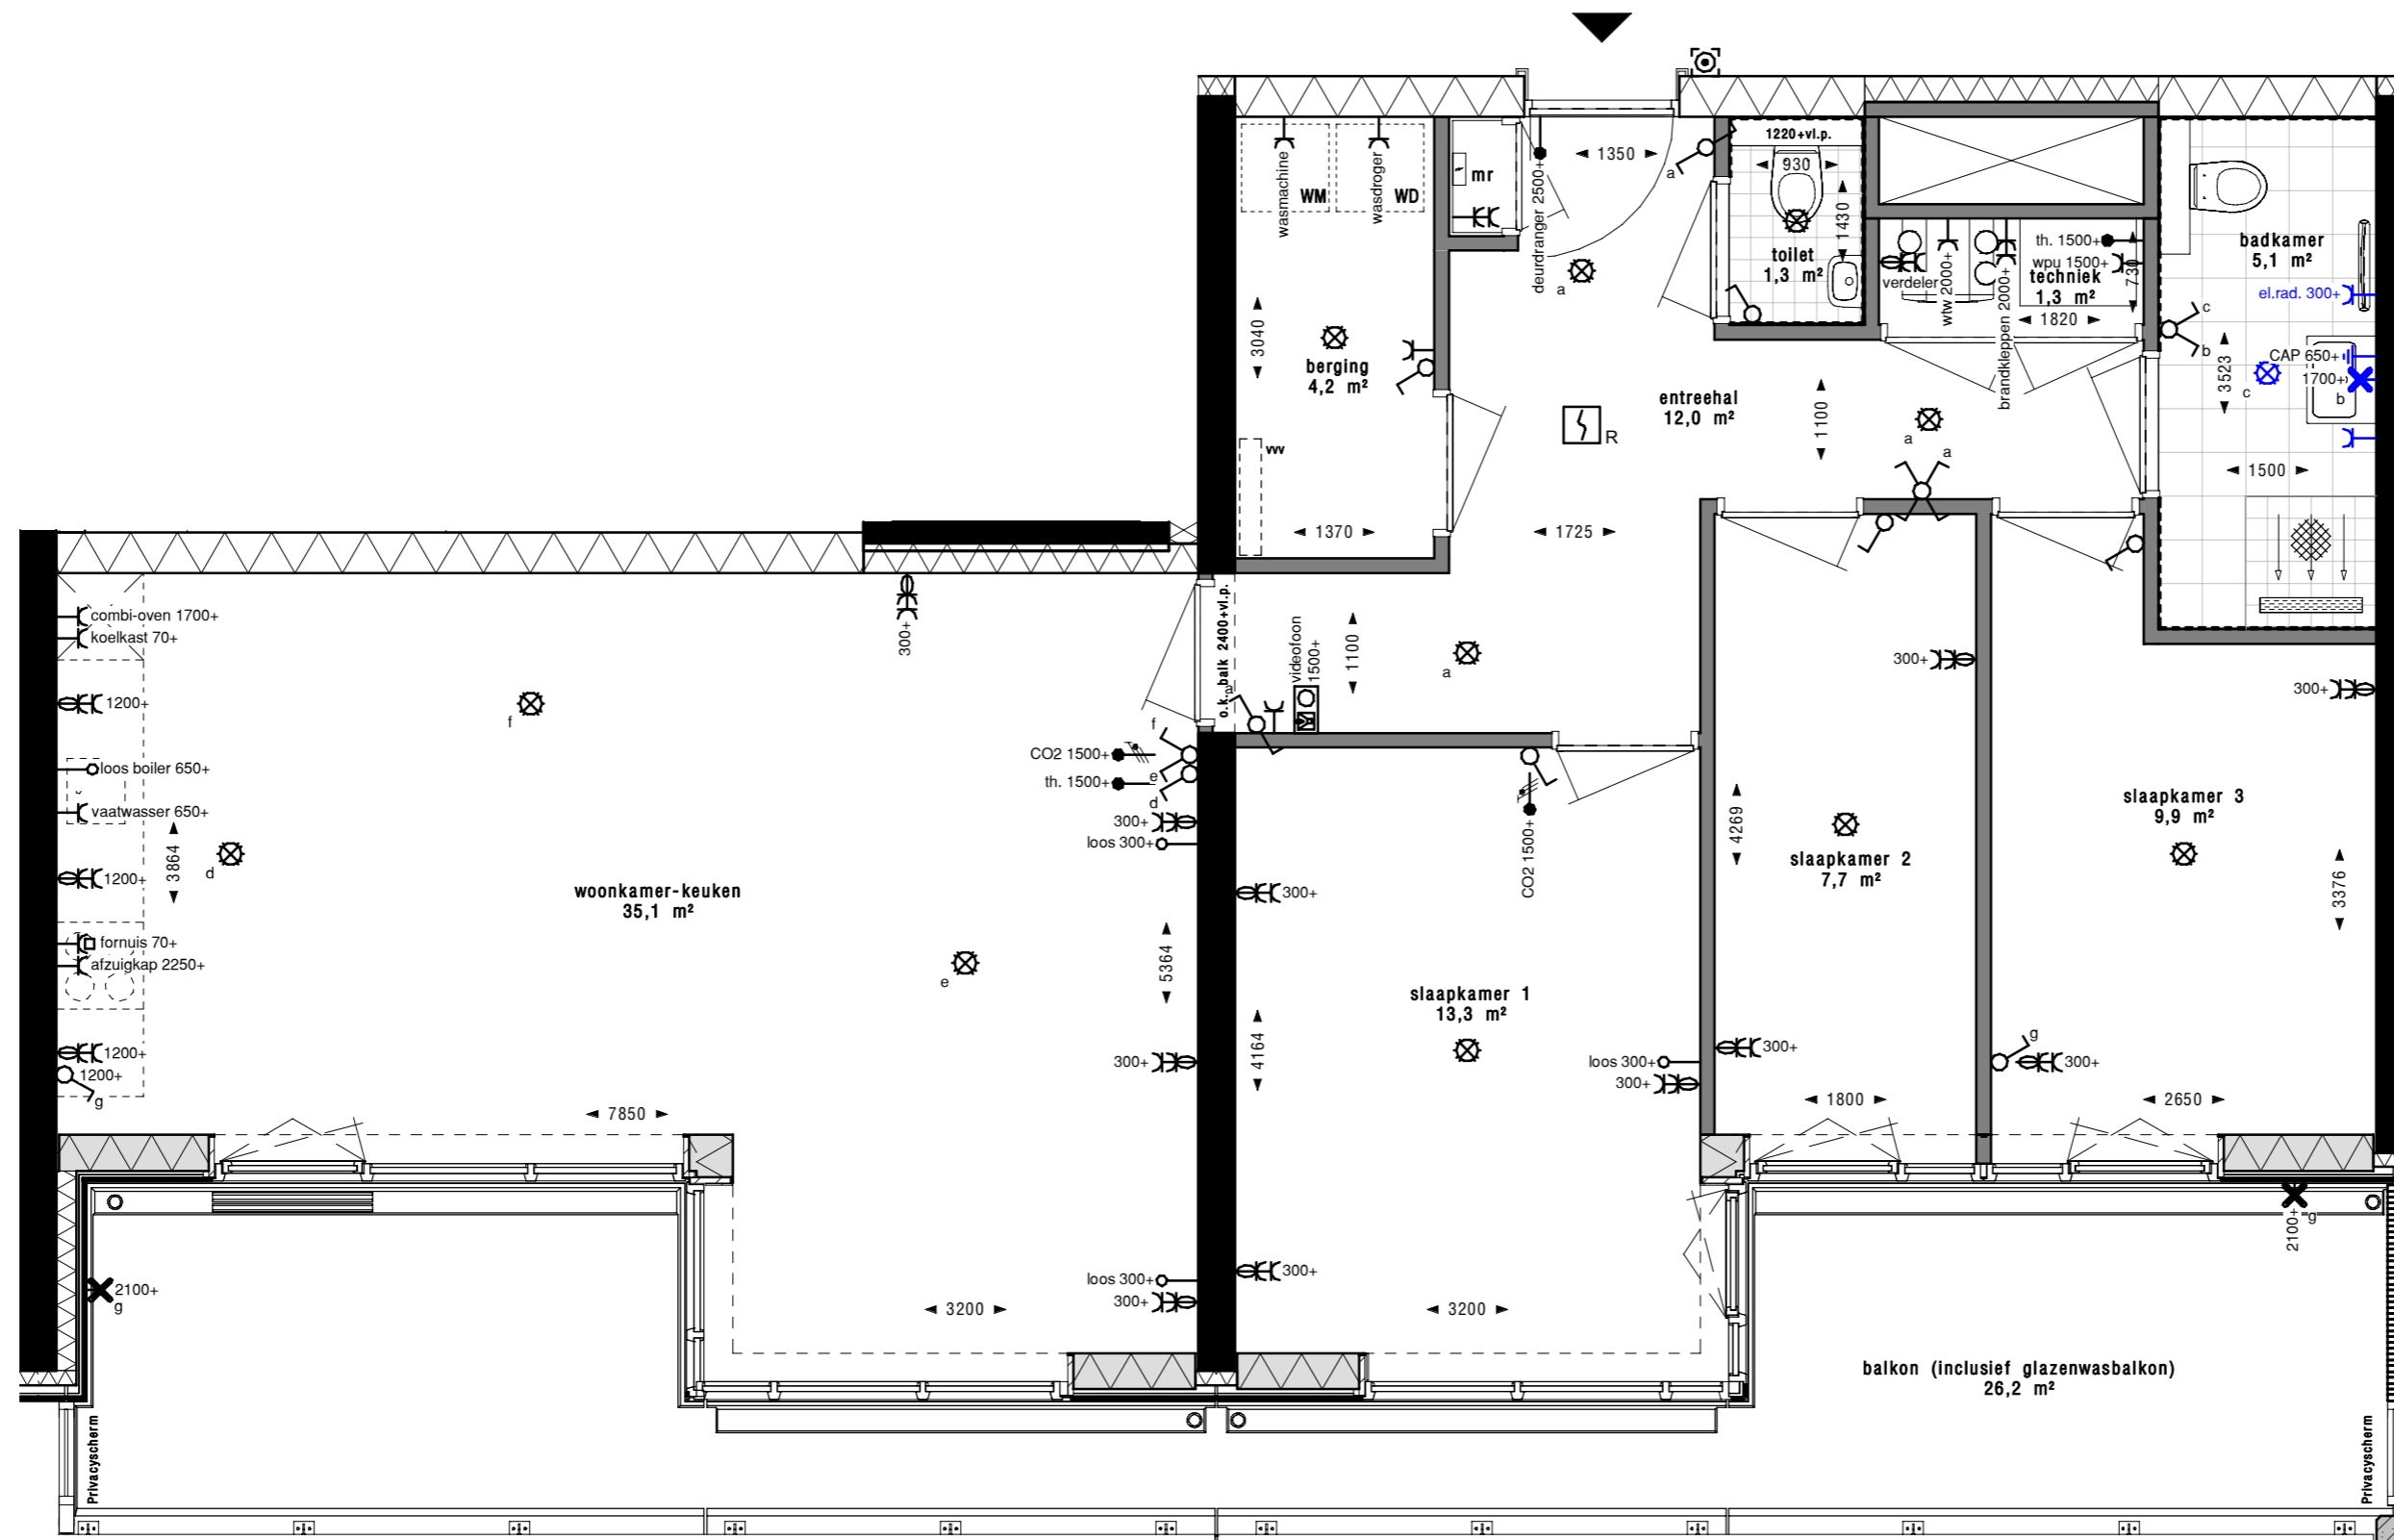 1220+vl.p.
wasmachine
wasdroger
WM
WD
mr
deurdranger 2500+
1350
a
930
1430
toilet
1,3 m²
a
verdeler
wtw 2000+
brandkleppen 2000+
th. 1500+
wpu 1500+
730
techniek
1,3 m²
1820
badkamer
5,1 m²
el.rad. 300+
c
b
3523
CAP 650+
1700+
c
b
1500
3040
berging
4,2 m²
vvv
1370
entreehal
12,0 m²
R
1100
a
a
1725
combi-oven 1700+
koelkast 70+
300+
o.k. balk 2400+vl.p.
videofoon
1500+
1100
a
a
300+
300+
1200+
f
f
CO2 1500+
e
th. 1500+
d
loos boiler 650+
vaatwasser 650+
3864
d
300+
loos 300+
CO2 1500+
4269
slaapkamer 2
7,7 m²
slaapkamer 3
9,9 m²
3376
1200+
woonkamer-keuken
35,1 m²
300+
fornuis 70+
afzuigkap 2250+
e
5364
slaapkamer 1
13,3 m²
4164
1200+
1200+
g
300+
loos 300+
300+
300+
g
300+
7850
1800
2650
2100+
g
loos 300+
300+
300+
3200
3200
2100+
g
balkon (inclusief glazenwasbalkon)
26,2 m²
Privacyscherm
Privacyscherm